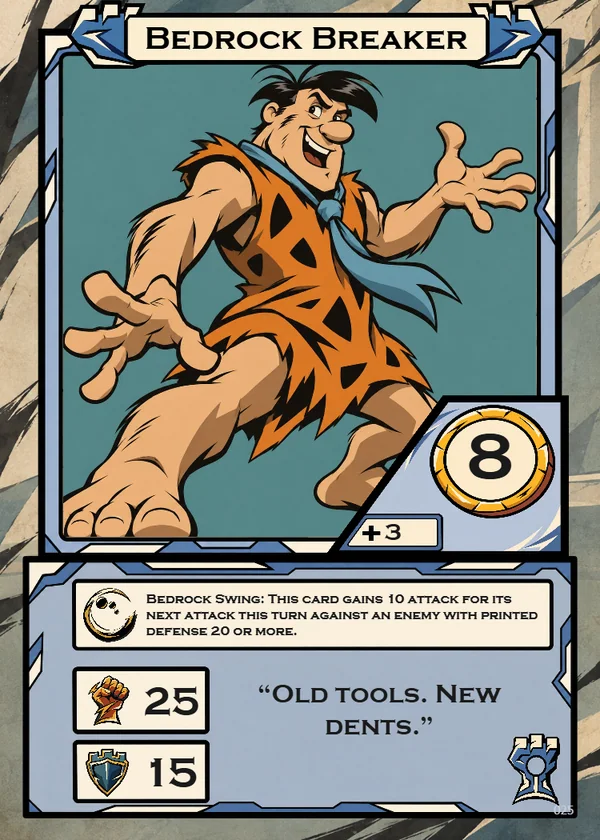 Bedrock Breaker
8
+3
Bedrock Swing: This card gains 10 attack for its
next attack this turn against an enemy with printed
defense 20 or more.
25
“Old tools. New
dents.”
15
025